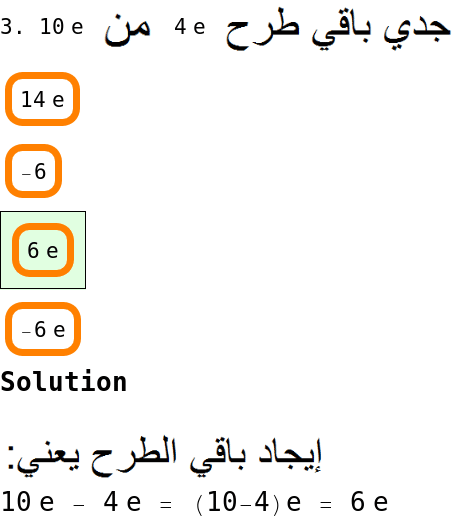 3. جدي باقي طرح 4 e من 10 e
14 e
-6
6 e
-6 e
Solution
إيجاد باقي الطرح يعني:
10 e - 4 e = (10-4) e = 6 e